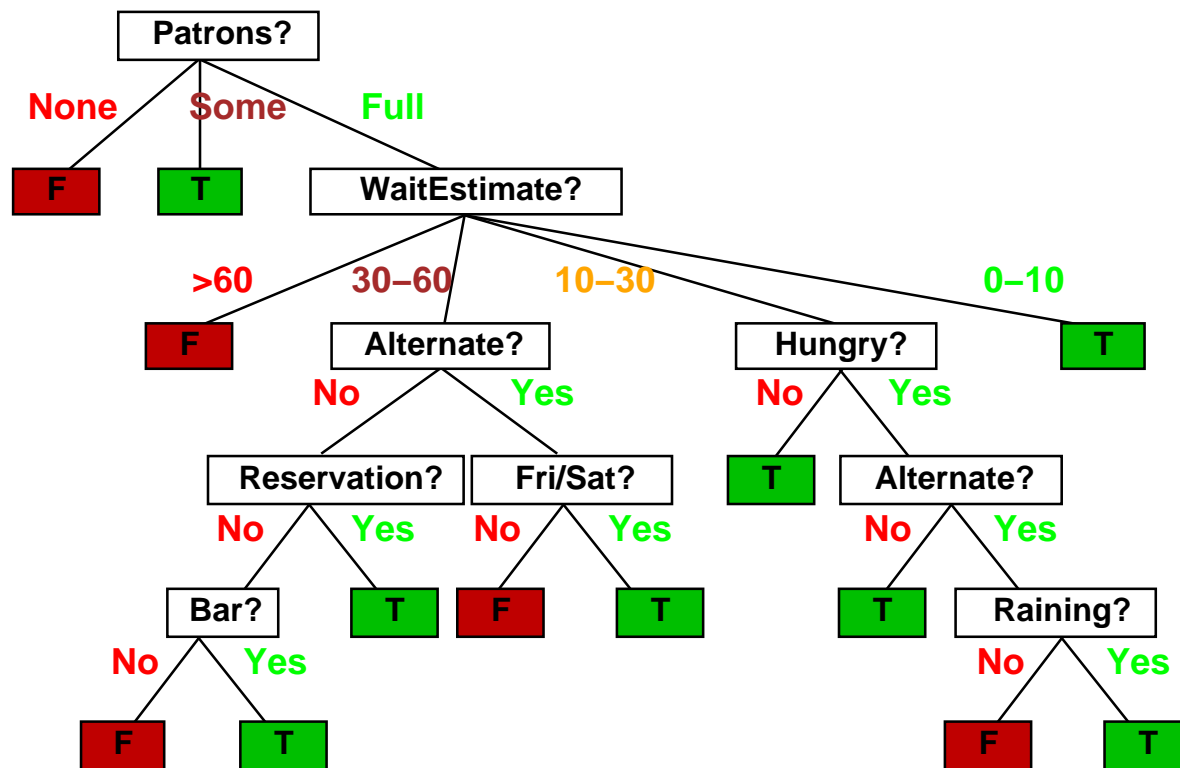 Patrons?
None Some Full
F T WaitEstimate?
>60 30–60 10–30 0–10
F Alternate? Hungry? T
No Yes No Yes
Reservation? Fri/Sat? T Alternate?
No Yes No Yes No Yes
Bar? T F T T Raining?
No Yes No Yes
F T F T